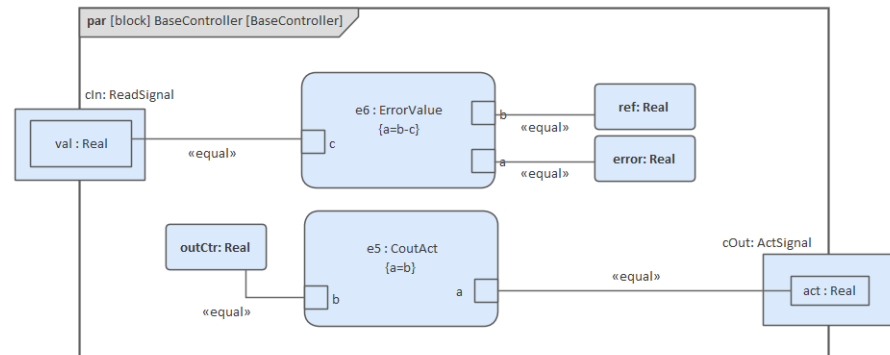 par [block] BaseController [BaseController]
cIn: ReadSignal
val : Real
«equal»
c
e6 : ErrorValue
{a=b-c}
b
«equal»
ref: Real
a
«equal»
error: Real
outCtr: Real
«equal»
b
e5 : CoutAct
{a=b}
a
«equal»
cOut: ActSignal
act : Real